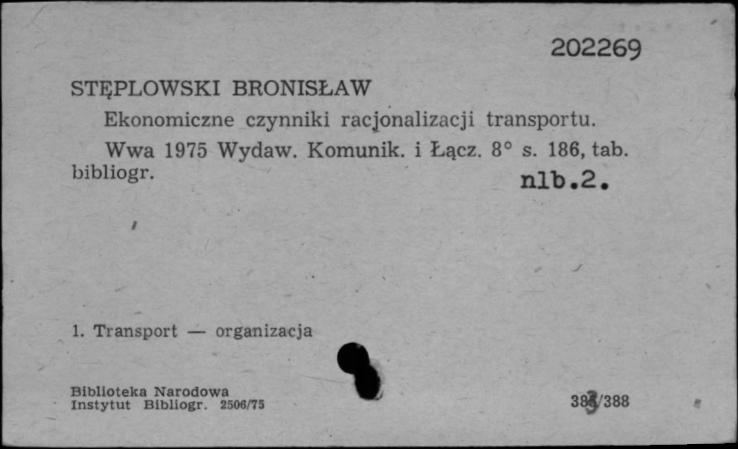 202269
STĘPLOWSKI BRONISŁAW
Ekonomiczne czynniki racjonalizacji transportu.
Wwa 1975 Wydaw. Komunik. i Łącz. 8° s. 186, tab.
bibliogr.
nlb.2.
1. Transport — organizacja
Biblioteka Narodowa
Instytut Bibliogr. 2506/75
383/388